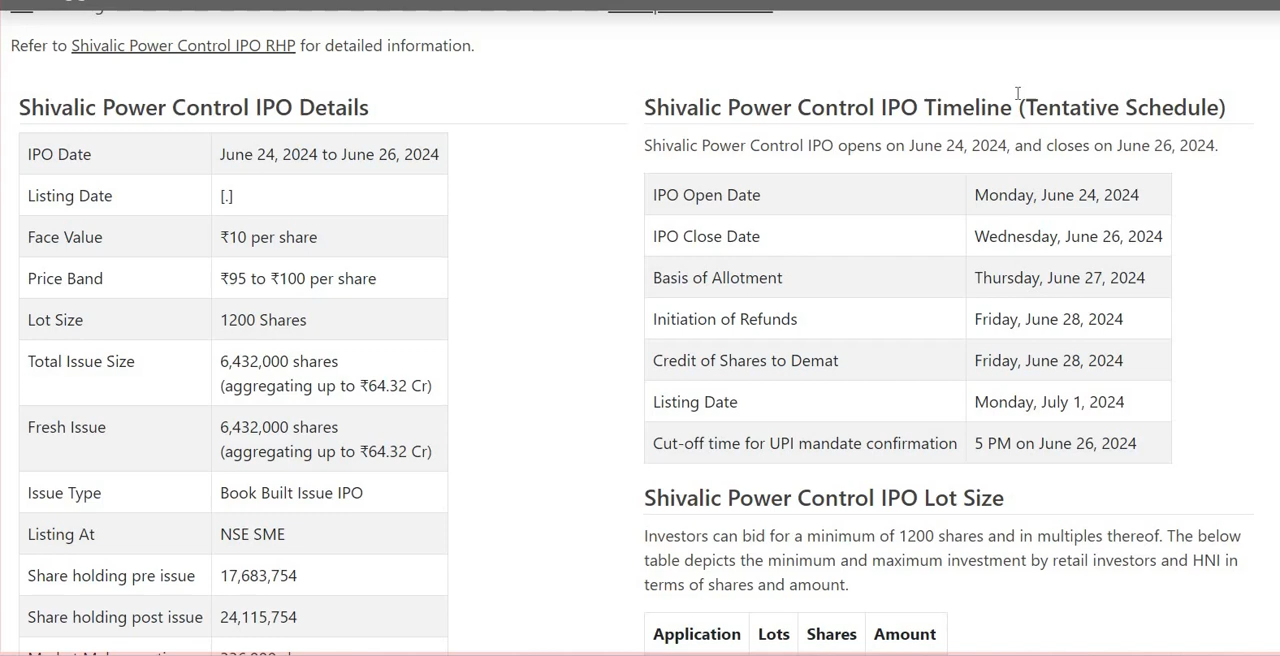 Refer to Shivalic Power Control IPO RHP for detailed information.
Shivalic Power Control IPO Details
IPO Date June 24, 2024 to June 26, 2024
Listing Date [.]
Face Value ₹10 per share
Price Band ₹95 to ₹100 per share
Lot Size 1200 Shares
Total Issue Size 6,432,000 shares
(aggregating up to ₹64.32 Cr)
Fresh Issue 6,432,000 shares
(aggregating up to ₹64.32 Cr)
Issue Type Book Built Issue IPO
Listing At NSE SME
Share holding pre issue 17,683,754
Share holding post issue 24,115,754
Shivalic Power Control IPO Timeline (Tentative Schedule)
Shivalic Power Control IPO opens on June 24, 2024, and closes on June 26, 2024.
IPO Open Date Monday, June 24, 2024
IPO Close Date Wednesday, June 26, 2024
Basis of Allotment Thursday, June 27, 2024
Initiation of Refunds Friday, June 28, 2024
Credit of Shares to Demat Friday, June 28, 2024
Listing Date Monday, July 1, 2024
Cut-off time for UPI mandate confirmation 5 PM on June 26, 2024
Shivalic Power Control IPO Lot Size
Investors can bid for a minimum of 1200 shares and in multiples thereof. The below
table depicts the minimum and maximum investment by retail investors and HNI in
terms of shares and amount.
Application Lots Shares Amount